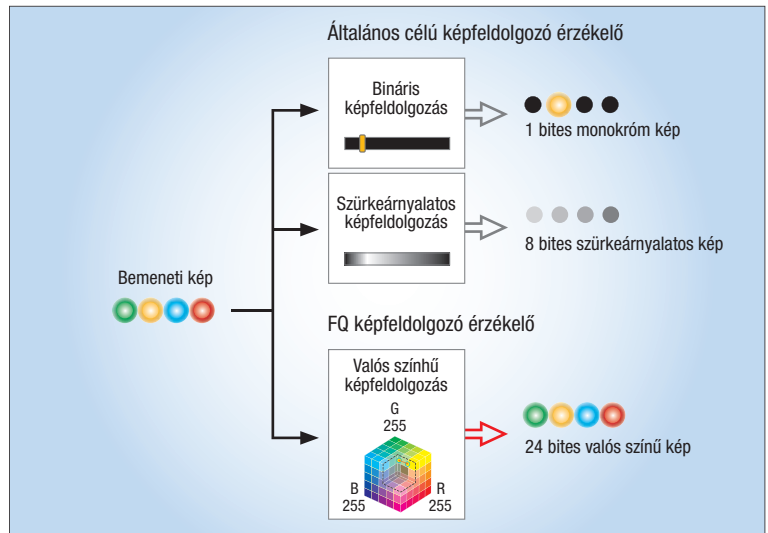 Általános célú képfeldolgozó érzékelő
Bináris
képfeldolgozás
1 bites monokróm kép
Szürkeárnyalatos
képfeldolgozás
8 bites szürkeárnyalatos kép
Bemeneti kép
FQ képfeldolgozó érzékelő
Valós színhű
képfeldolgozás
G
255
B
255
R
255
24 bites valós színű kép